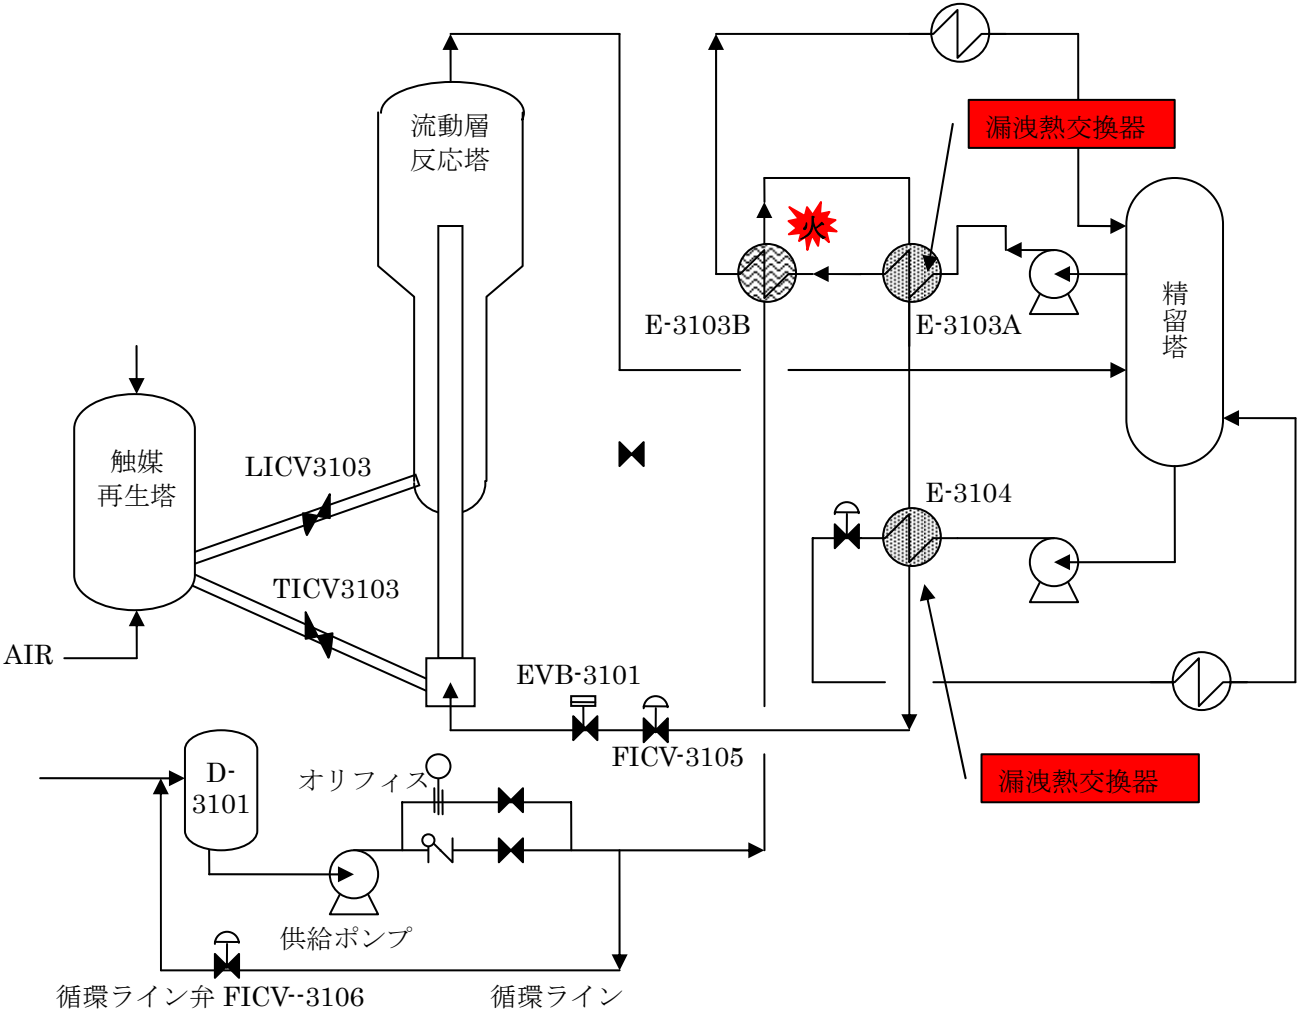 流動層
反応塔
漏洩熱交換器
火
E-3103B
E-3103A
精留塔
触媒
再生塔
LICV3103
E-3104
TICV3103
AIR
EVB-3101
FICV-3105
D-
3101
オリフィス
漏洩熱交換器
供給ポンプ
循環ライン弁 FICV--3106
循環ライン